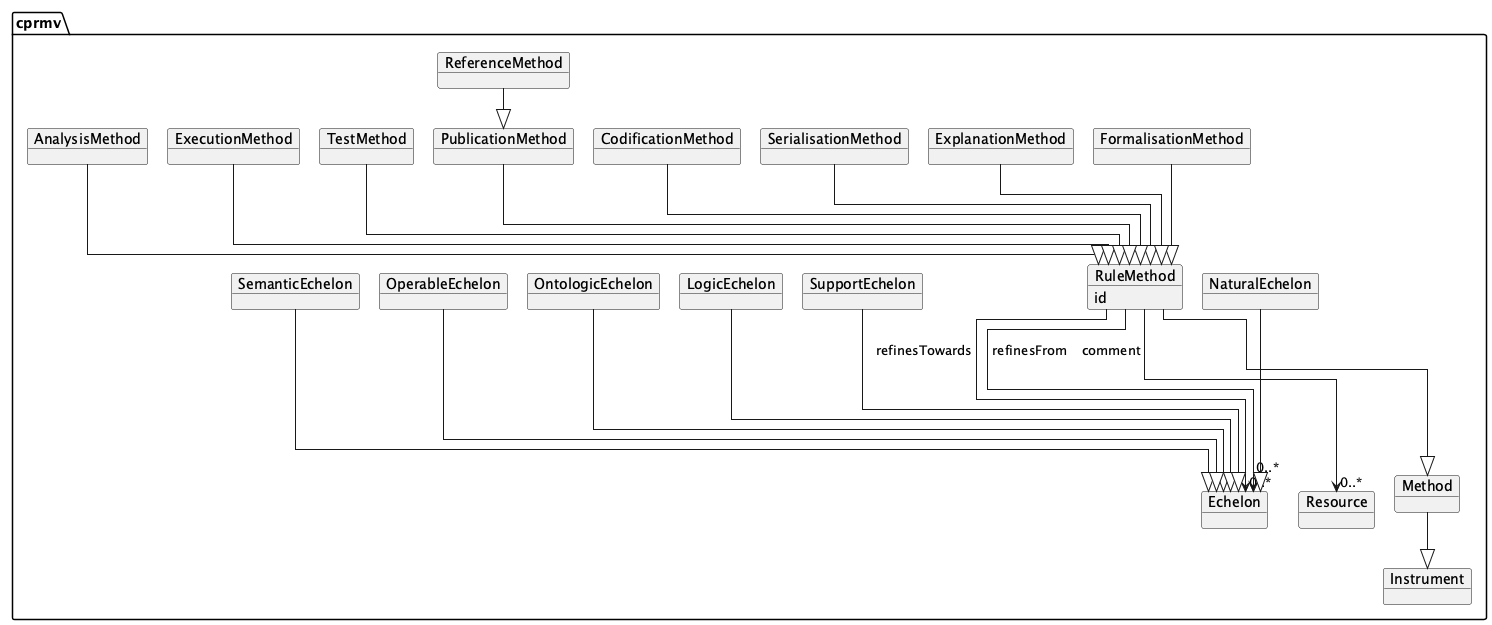 cprmv
ReferenceMethod
AnalysisMethod
ExecutionMethod
TestMethod
PublicationMethod
CodificationMethod
SerialisationMethod
ExplanationMethod
FormalisationMethod
SemanticEchelon
OperableEchelon
OntologicEchelon
LogicEchelon
SupportEchelon
RuleMethod
id
NaturalEchelon
refinesTowards
refinesFrom
comment
0..*
0..*
0..*
Echelon
Resource
Method
Instrument